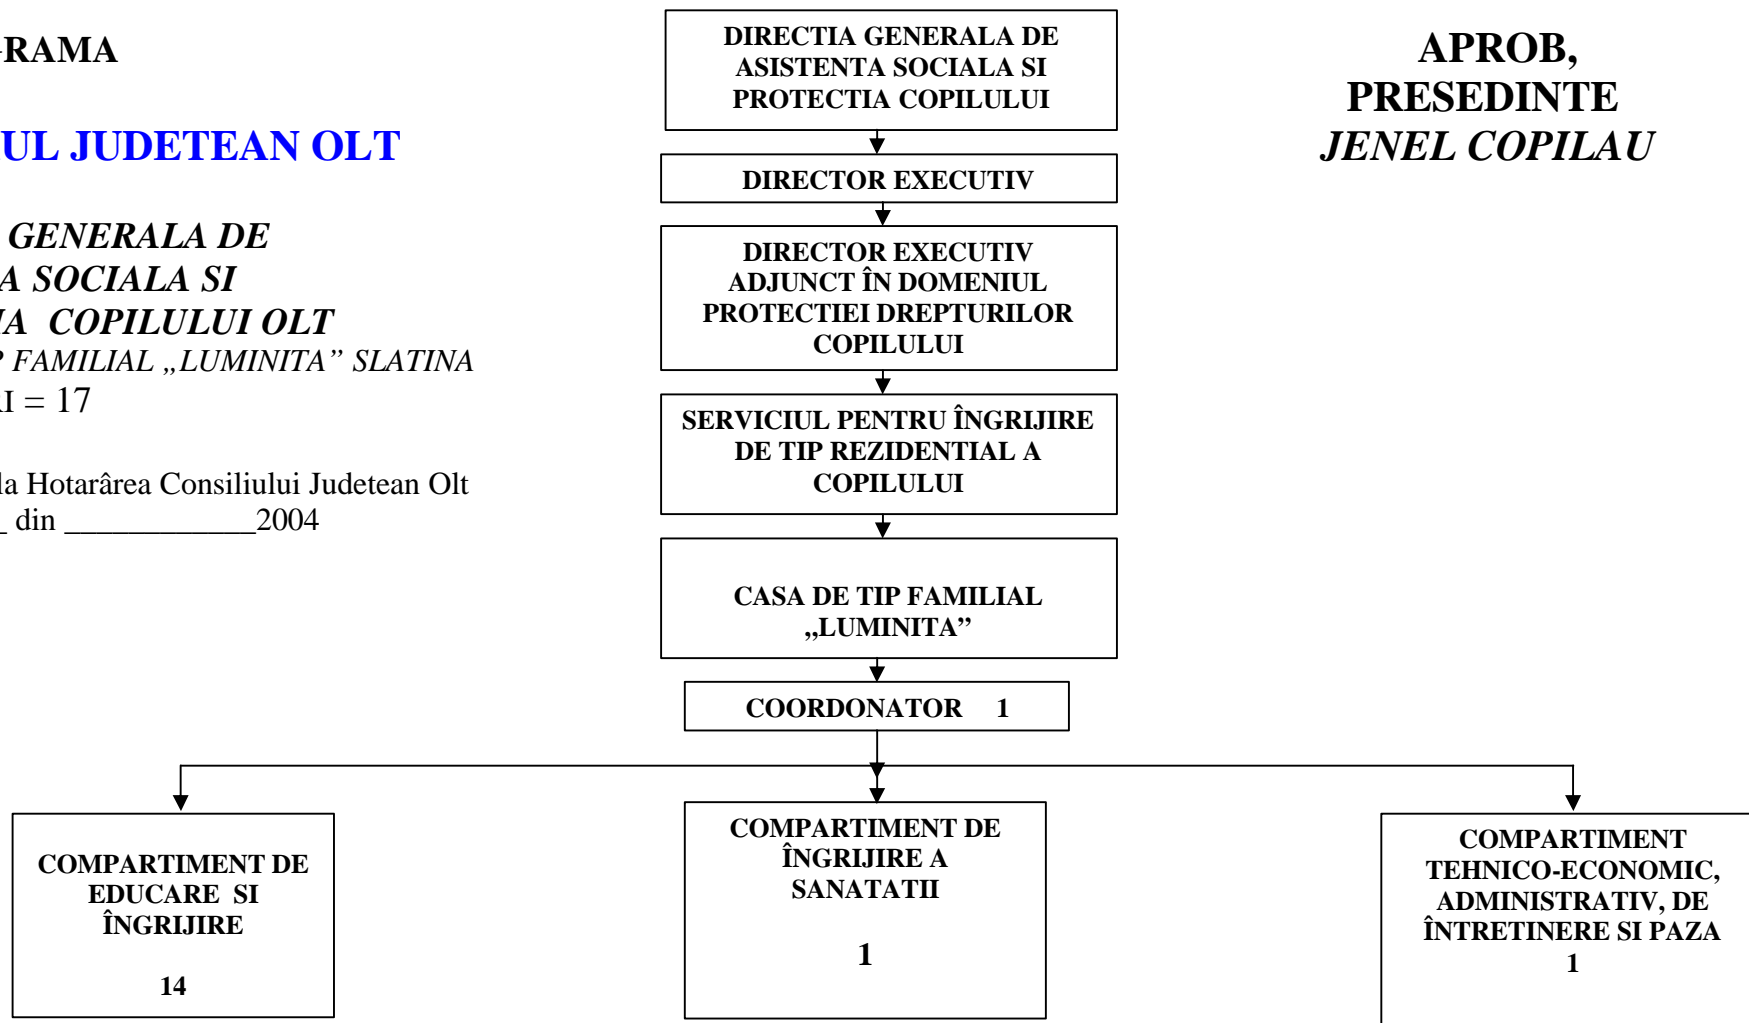 GRAMA
IUL JUDETEAN OLT
GENERALA DE
A SOCIALA SI
IA COPILULUI OLT
P FAMILIAL „LUMINITA” SLATINA
RI = 17
la Hotarârea Consiliului Judetean Olt
_ din ____________2004
DIRECTIA GENERALA DE
ASISTENTA SOCIALA SI
PROTECTIA COPILULUI
DIRECTOR EXECUTIV
DIRECTOR EXECUTIV
ADJUNCT ÎN DOMENIUL
PROTECTIEI DREPTURILOR
COPILULUI
SERVICIUL PENTRU ÎNGRIJIRE
DE TIP REZIDENTIAL A
COPILULUI
CASA DE TIP FAMILIAL
„LUMINITA”
COORDONATOR 1
APROB,
PRESEDINTE
JENEL COPILAU
COMPARTIMENT DE
EDUCARE SI
ÎNGRIJIRE
14
COMPARTIMENT DE
ÎNGRIJIRE A
SANATATII
1
COMPARTIMENT
TEHNICO-ECONOMIC,
ADMINISTRATIV, DE
ÎNTRETINERE SI PAZA
1